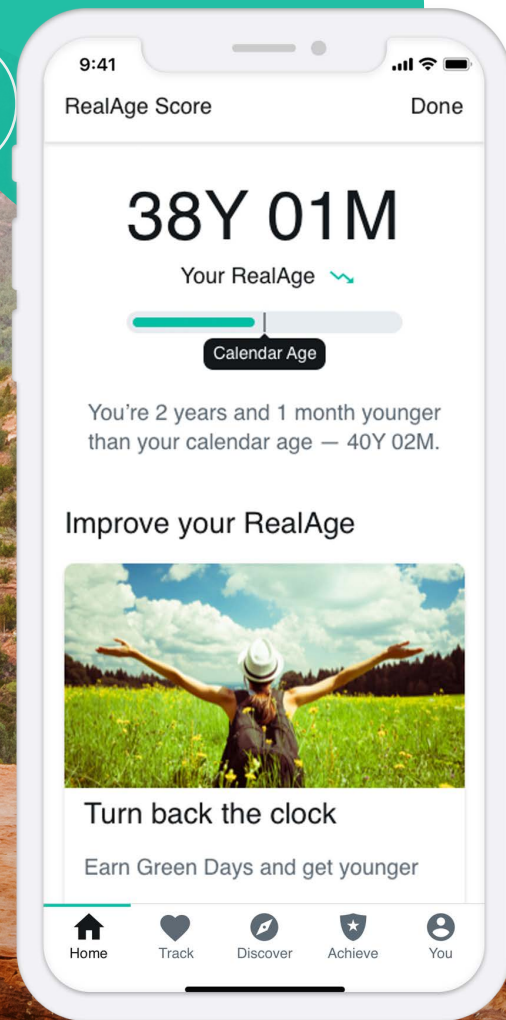 9:41
RealAge Score Done
38Y 01M
Your RealAge
Calendar Age
You’re 2 years and 1 month younger
than your calendar age — 40Y 02M.
Improve your RealAge
Turn back the clock
Earn Green Days and get younger
Home Track Discover Achieve You